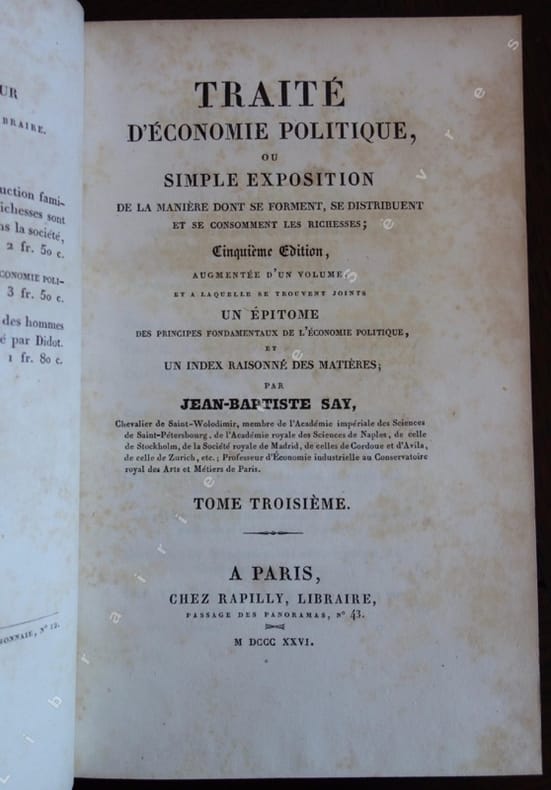 UR
BRAIRE.
uction fami-
ichesses sont
ns la société,
2 fr. 50 c.
CONOMIE POLI-
3 fr. 50 c.
des hommes
é par Didot.
1 fr. 80 c.
SONNAIE, N° 12.
TRAITÉ
D'ÉCONOMIE POLITIQUE,
OU
SIMPLE EXPOSITION
DE LA MANIÈRE DONT SE FORMENT, SE DISTRIBUENT
ET SE CONSOMMENT LES RICHESSES;
Cinquième Edition,
AUGMENTÉE D'UN VOLUME,
ET A LAQUELLE SE TROUVENT JOINTS
UN ÉPITOME
DES PRINCIPES FONDAMENTAUX DE L'ÉCONOMIE POLITIQUE,
ET
UN INDEX RAISONNÉ DES MATIÈRES;
PAR
JEAN-BAPTISTE SAY,
Chevalier de Saint-Wolodimir, membre de l'Académie impériale des Sciences
de Saint-Pétersbourg, de l'Académie royale des Sciences de Naples, de celle
de Stockholm, de la Société royale de Madrid, de celles de Cordoue et d'Avila,
de celle de Zurich, etc.; Professeur d'Économie industrielle au Conservatoire
royal des Arts et Métiers de Paris.
TOME TROISIÈME.
A PARIS,
CHEZ RAPILLY, LIBRAIRE,
PASSAGE DES PANORAMAS, N° 43.
M DCCC XXVI.
Librairie de sevres